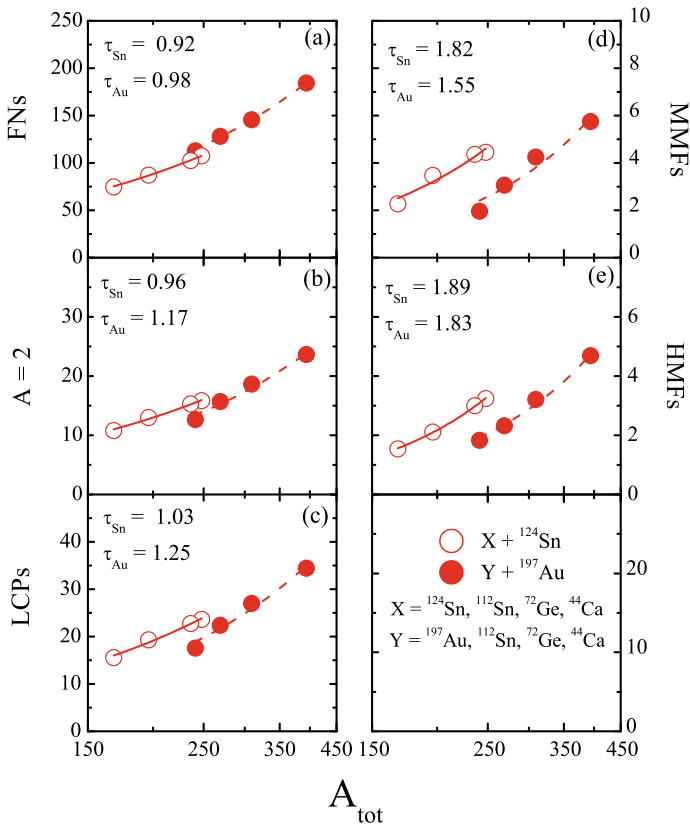 FNs
250
200
150
100
50
0
τSn = 0.92
τAu = 0.98
(a)
τSn = 1.82
τAu = 1.55
(d)
10
8
6
4
2
0
MMFs
A = 2
30
20
10
0
τSn = 0.96
τAu = 1.17
(b)
τSn = 1.89
τAu = 1.83
(e)
6
4
2
0
HMFs
LCPs
40
30
20
10
0
τSn = 1.03
τAu = 1.25
(c)
X + ¹²⁴Sn
Y + ¹⁹⁷Au
X = ¹²⁴Sn, ¹¹²Sn, ⁷²Ge, ⁴⁴Ca
Y = ¹⁹⁷Au, ¹¹²Sn, ⁷²Ge, ⁴⁴Ca
20
10
0
150 250 350 450 150 250 350 450
Atot